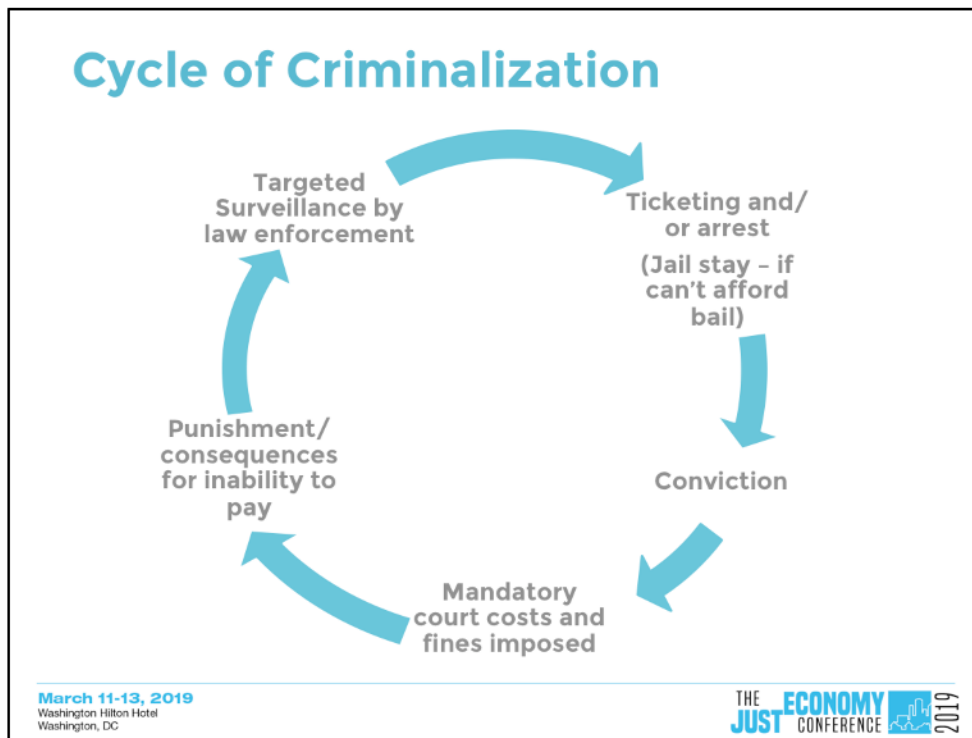 Cycle of Criminalization
Targeted
Surveillance by
law enforcement
Ticketing and/
or arrest
(Jail stay – if
can't afford
bail)
Conviction
Mandatory
court costs and
fines imposed
Punishment/
consequences
for inability to
pay
March 11-13, 2019
Washington Hilton Hotel
Washington, DC
THE
JUST ECONOMY
CONFERENCE
2019